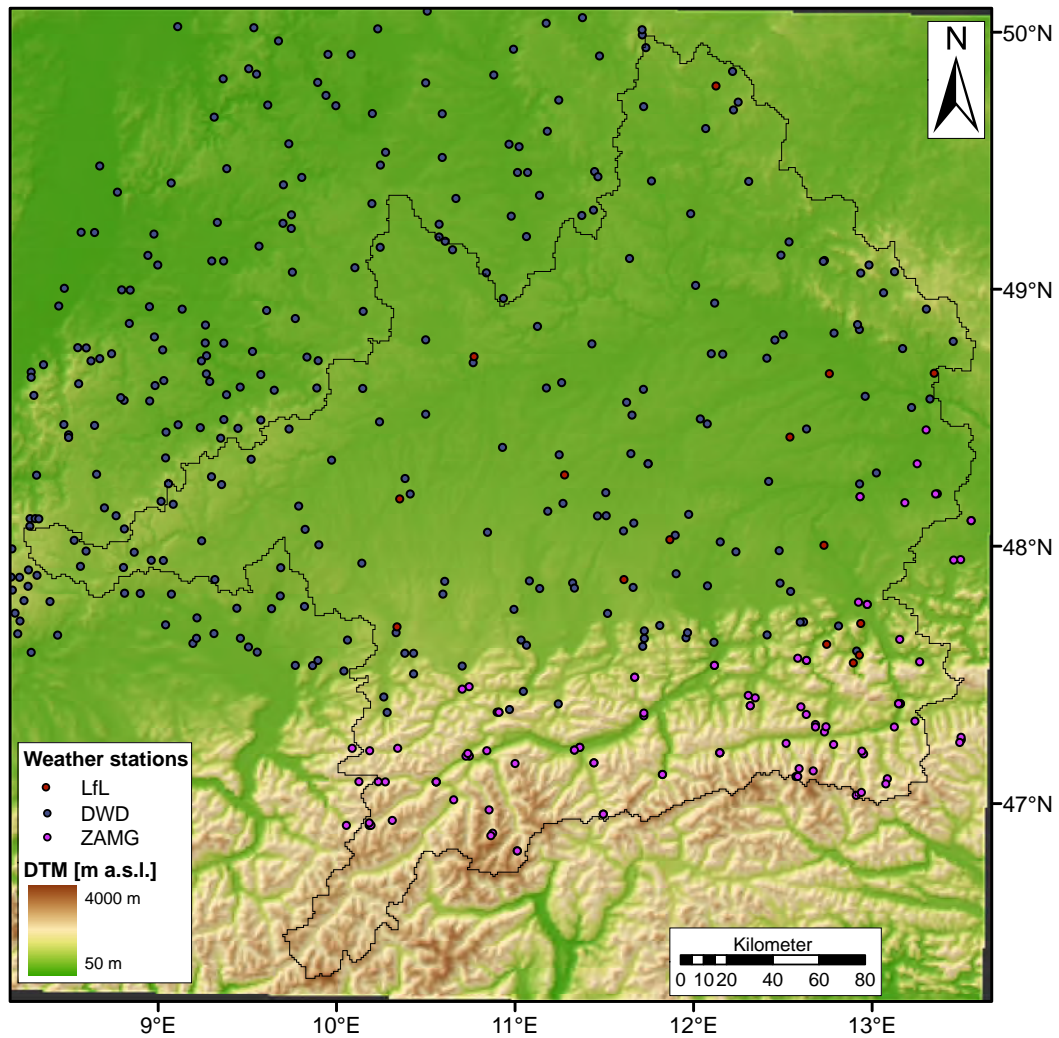 N
50°N
49°N
48°N
47°N
Weather stations
LfL
DWD
ZAMG
DTM [m a.s.l.]
4000 m
50 m
Kilometer
0 10 20 40 60 80
9°E 10°E 11°E 12°E 13°E